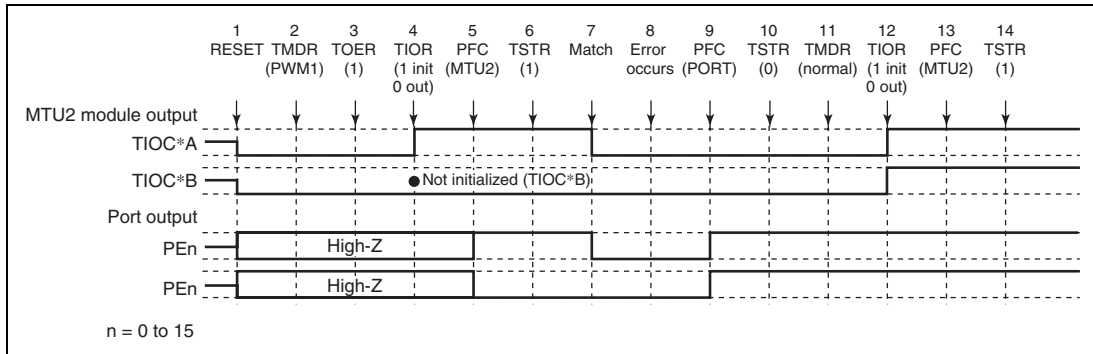 1 2 3 4 5 6 7 8 9 10 11 12 13 14
RESET TMDR TOER TIOR PFC TSTR Match Error PFC TSTR TMDR TIOR PFC TSTR
(PWM1) (1) (1 init (MTU2) (1) occurs (PORT) (0) (normal) (1 init (MTU2) (1)
0 out) 0 out)
MTU2 module output
TIOC*A
TIOC*B
Not initialized (TIOC*B)
Port output
PEn
High-Z
PEn
High-Z
n = 0 to 15